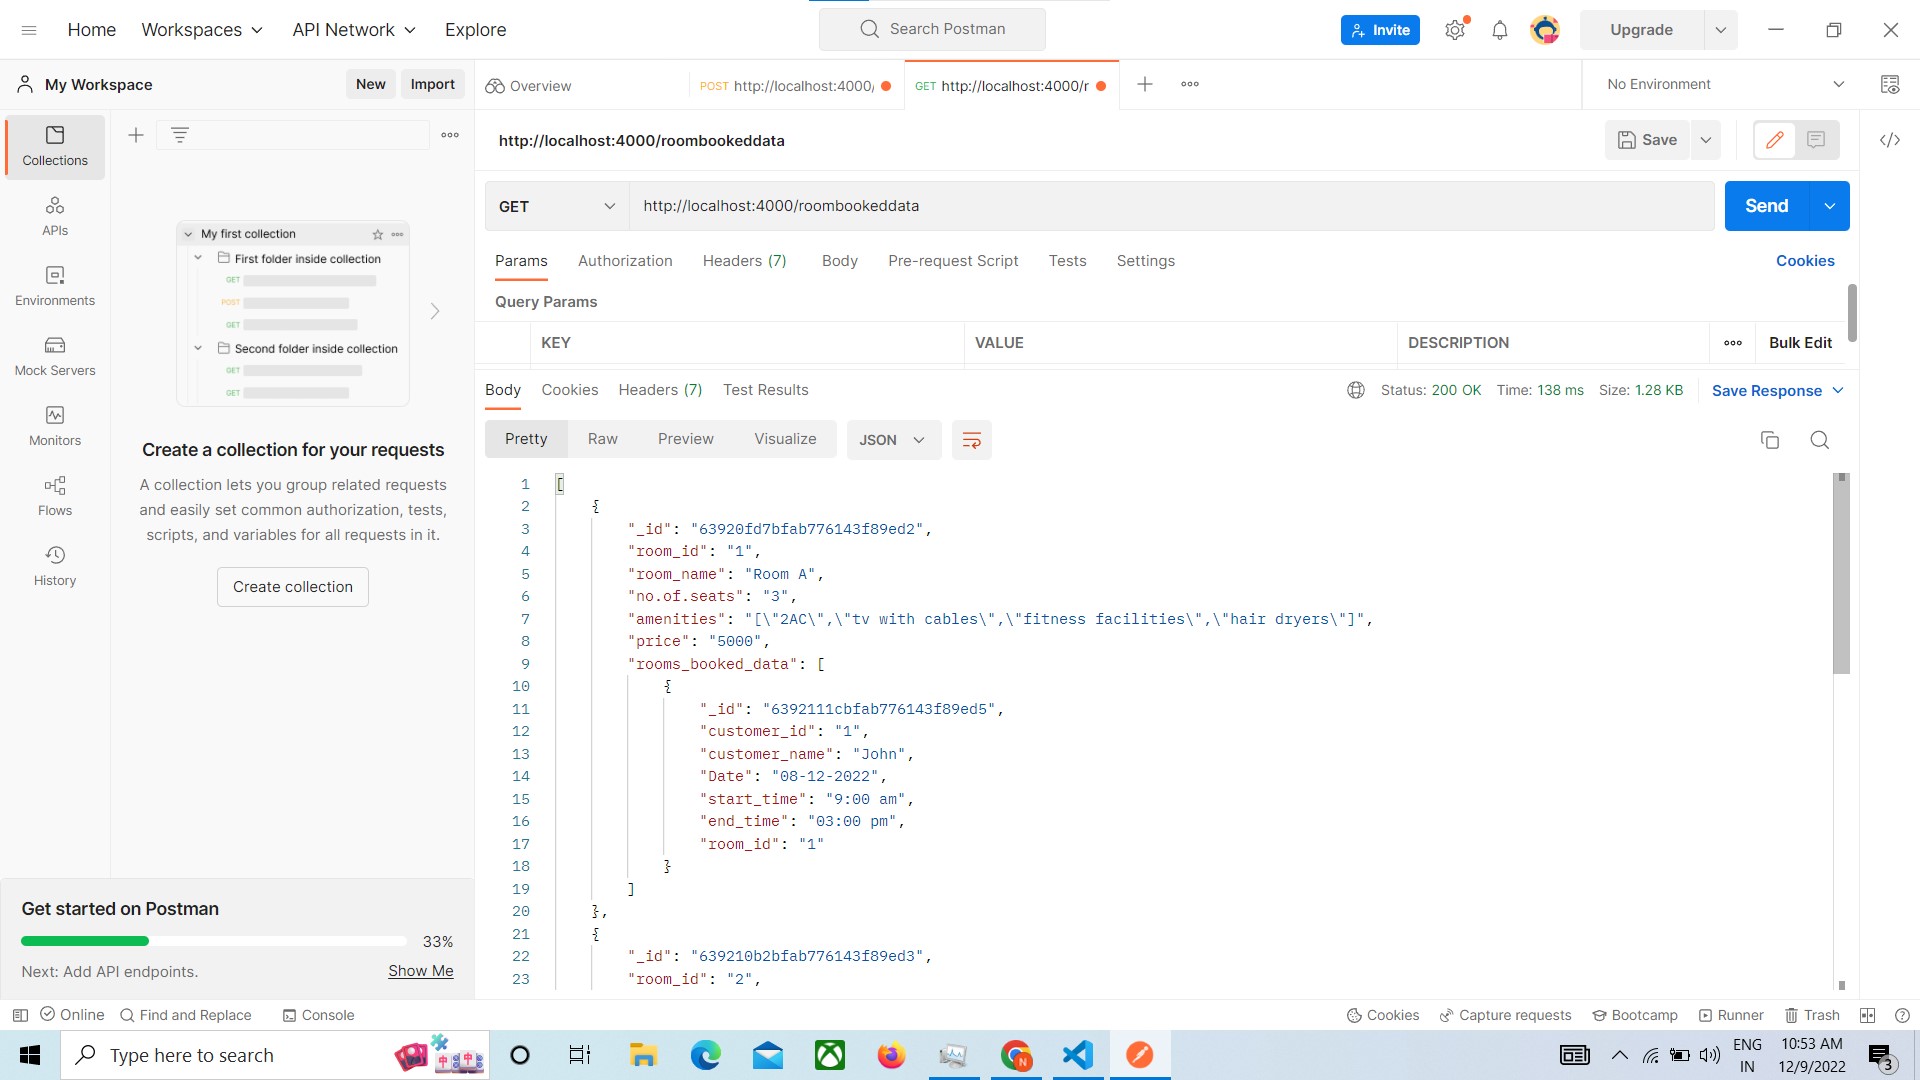 Home Workspaces API Network Explore Search Postman Invite Upgrade
My Workspace New Import Overview POST http://localhost:4000/ GET http://localhost:4000/r No Environment
Collections
APIs
Environments
Mock Servers
Monitors
Flows
History
My first collection
First folder inside collection
GET
POST
GET
Second folder inside collection
GET
GET
Create a collection for your requests
A collection lets you group related requests
and easily set common authorization, tests,
scripts, and variables for all requests in it.
Create collection
Get started on Postman
33%
Next: Add API endpoints. Show Me
http://localhost:4000/roombookeddata Save
GET http://localhost:4000/roombookeddata Send
Params Authorization Headers (7) Body Pre-request Script Tests Settings Cookies
Query Params
KEY VALUE DESCRIPTION Bulk Edit
Body Cookies Headers (7) Test Results Status: 200 OK Time: 138 ms Size: 1.28 KB Save Response
Pretty Raw Preview Visualize JSON
1 [
2 {
3 "_id": "63920fd7bfab776143f89ed2",
4 "room_id": "1",
5 "room_name": "Room A",
6 "no.of.seats": "3",
7 "amenities": "[\"2AC\",\"tv with cables\",\"fitness facilities\",\"hair dryers\"]",
8 "price": "5000",
9 "rooms_booked_data": [
10 {
11 "_id": "6392111cbfab776143f89ed5",
12 "customer_id": "1",
13 "customer_name": "John",
14 "Date": "08-12-2022",
15 "start_time": "9:00 am",
16 "end_time": "03:00 pm",
17 "room_id": "1"
18 }
19 ]
20 },
21 {
22 "_id": "639210b2bfab776143f89ed3",
23 "room_id": "2",
Online Find and Replace Console Cookies Capture requests Bootcamp Runner Trash
Type here to search ENG IN 10:53 AM 12/9/2022 3